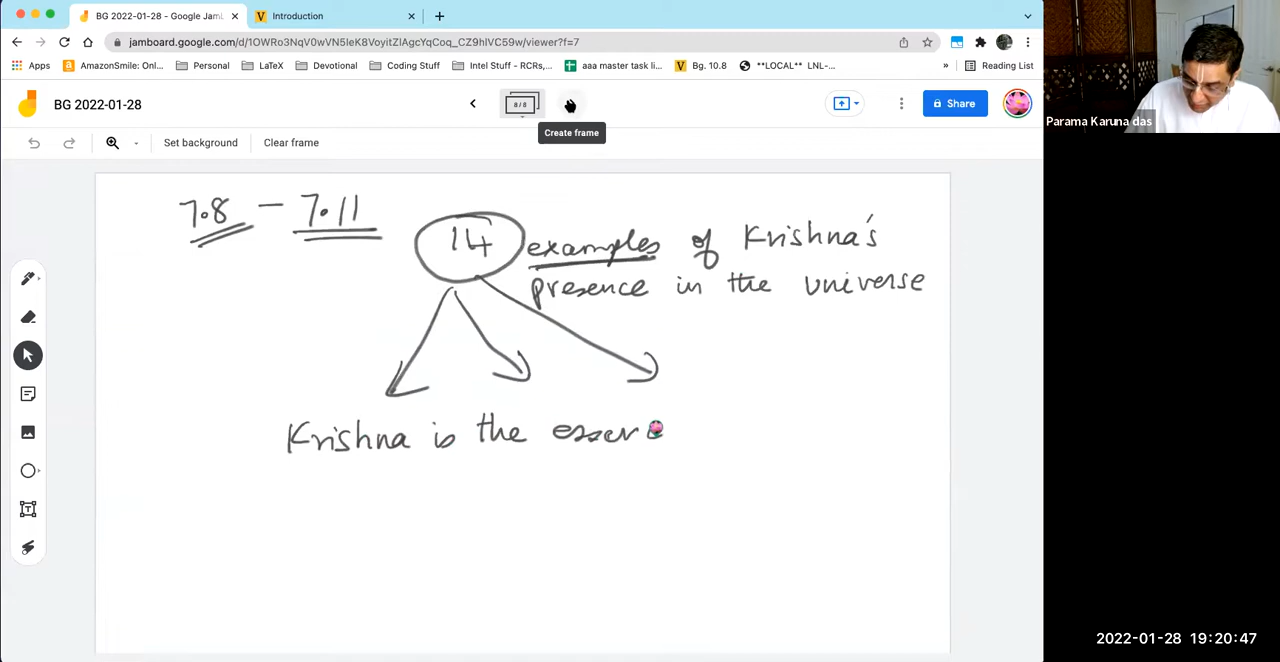 BG 2022-01-28 - Google Jam
Introduction
jamboard.google.com/d/1OWRo3NqV0wVN5IeK8VoyitZlAgcYqCoq_CZ9hlVC59w/viewer?f=7
Apps AmazonSmile: Onl... Personal LaTeX Devotional Coding Stuff Intel Stuff - RCRs,... aaa master task li... Bg. 10.8 **LOCAL** LNL-... » Reading List
BG 2022-01-28
8 / 8
Share
Create frame
Parama Karuna das
Set background Clear frame
7.8 - 7.11
14 examples of Krishna's
presence in the universe
Krishna is the essen
2022-01-28 19:20:47